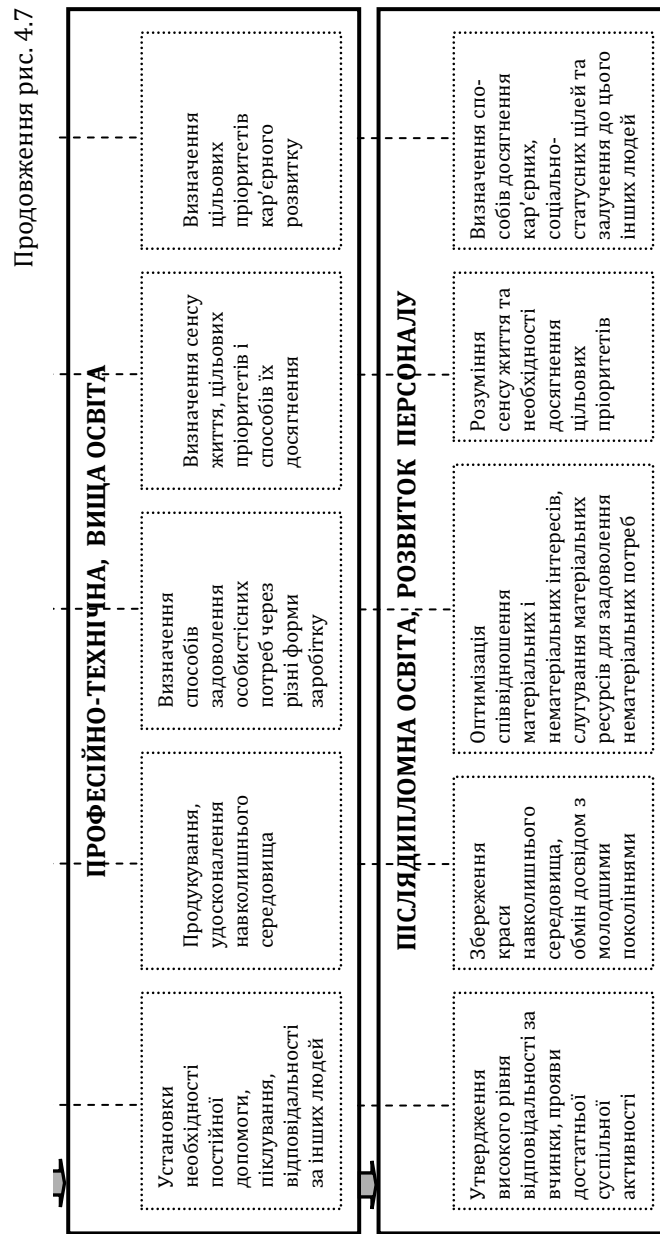 Продовження рис. 4.7
ПРОФЕСІЙНО-ТЕХНІЧНА, ВИЩА ОСВІТА
Установки
необхідності
постійної
допомоги,
піклування,
відповідальності
за інших людей
Продукування,
удосконалення
навколишнього
середовища
Визначення
способів
задоволення
особистісних
потреб через
різні форми
заробітку
Визначення сенсу
життя, цільових
пріоритетів і
способів їх
досягнення
Визначення
цільових
пріоритетів
кар’єрного
розвитку
ПІСЛЯДИПЛОМНА ОСВІТА, РОЗВИТОК ПЕРСОНАЛУ
Утвердження
високого рівня
відповідальності за
вчинки, прояви
достатньої
суспільної
активності
Збереження
краси
навколишнього
середовища,
обмін досвідом з
молодшими
поколіннями
Оптимізація
співвідношення
матеріальних і
нематеріальних інтересів,
слугування матеріальних
ресурсів для задоволення
нематеріальних потреб
Розуміння
сенсу життя та
необхідності
досягнення
цільових
пріоритетів
Визначення спо-
собів досягнення
кар’єрних,
соціально-
статусних цілей та
залучення до цього
інших людей